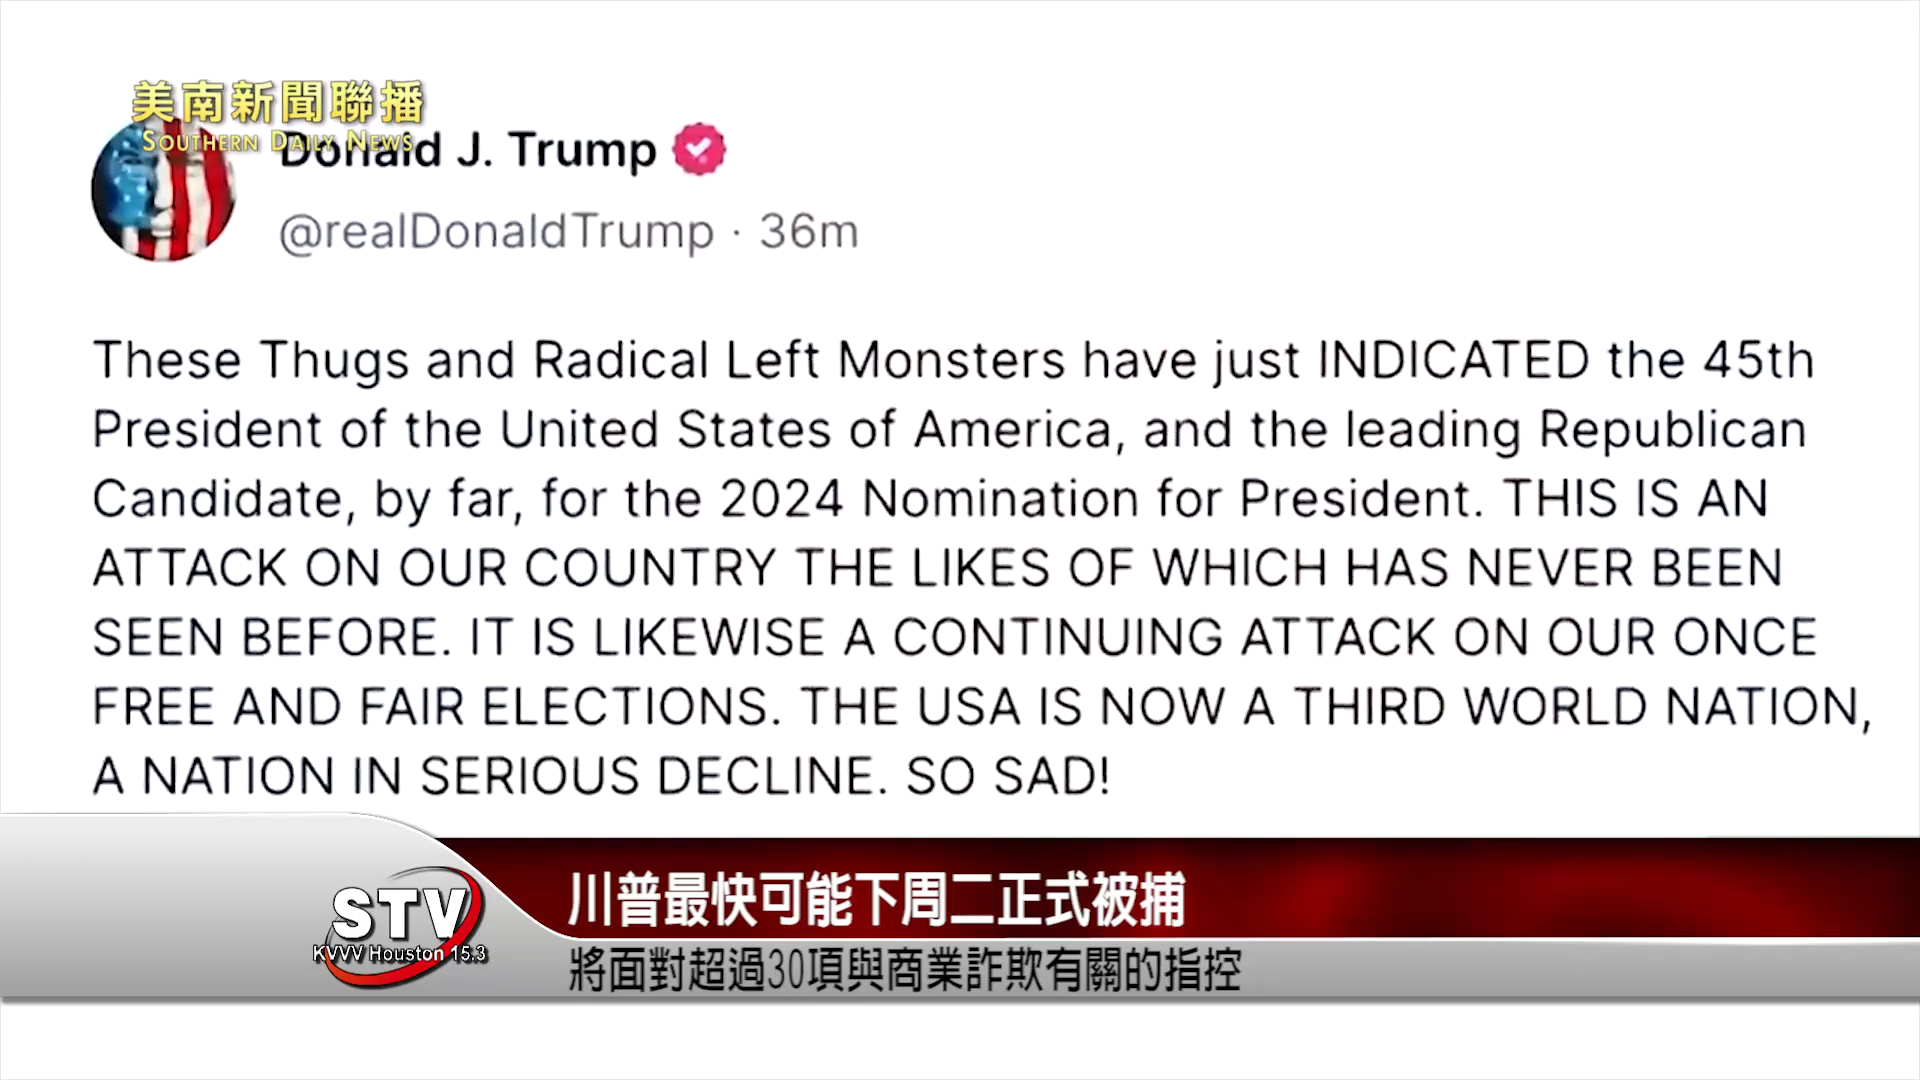 美南新聞聯播
SOUTHERN DAILY NEWS
Donald J. Trump
@realDonaldTrump · 36m
These Thugs and Radical Left Monsters have just INDICATED the 45th
President of the United States of America, and the leading Republican
Candidate, by far, for the 2024 Nomination for President. THIS IS AN
ATTACK ON OUR COUNTRY THE LIKES OF WHICH HAS NEVER BEEN
SEEN BEFORE. IT IS LIKEWISE A CONTINUING ATTACK ON OUR ONCE
FREE AND FAIR ELECTIONS. THE USA IS NOW A THIRD WORLD NATION,
A NATION IN SERIOUS DECLINE. SO SAD!
STV
KVVV Houston 15.3
川普最快可能下周二正式被捕
將面對超過30項與商業詐欺有關的指控